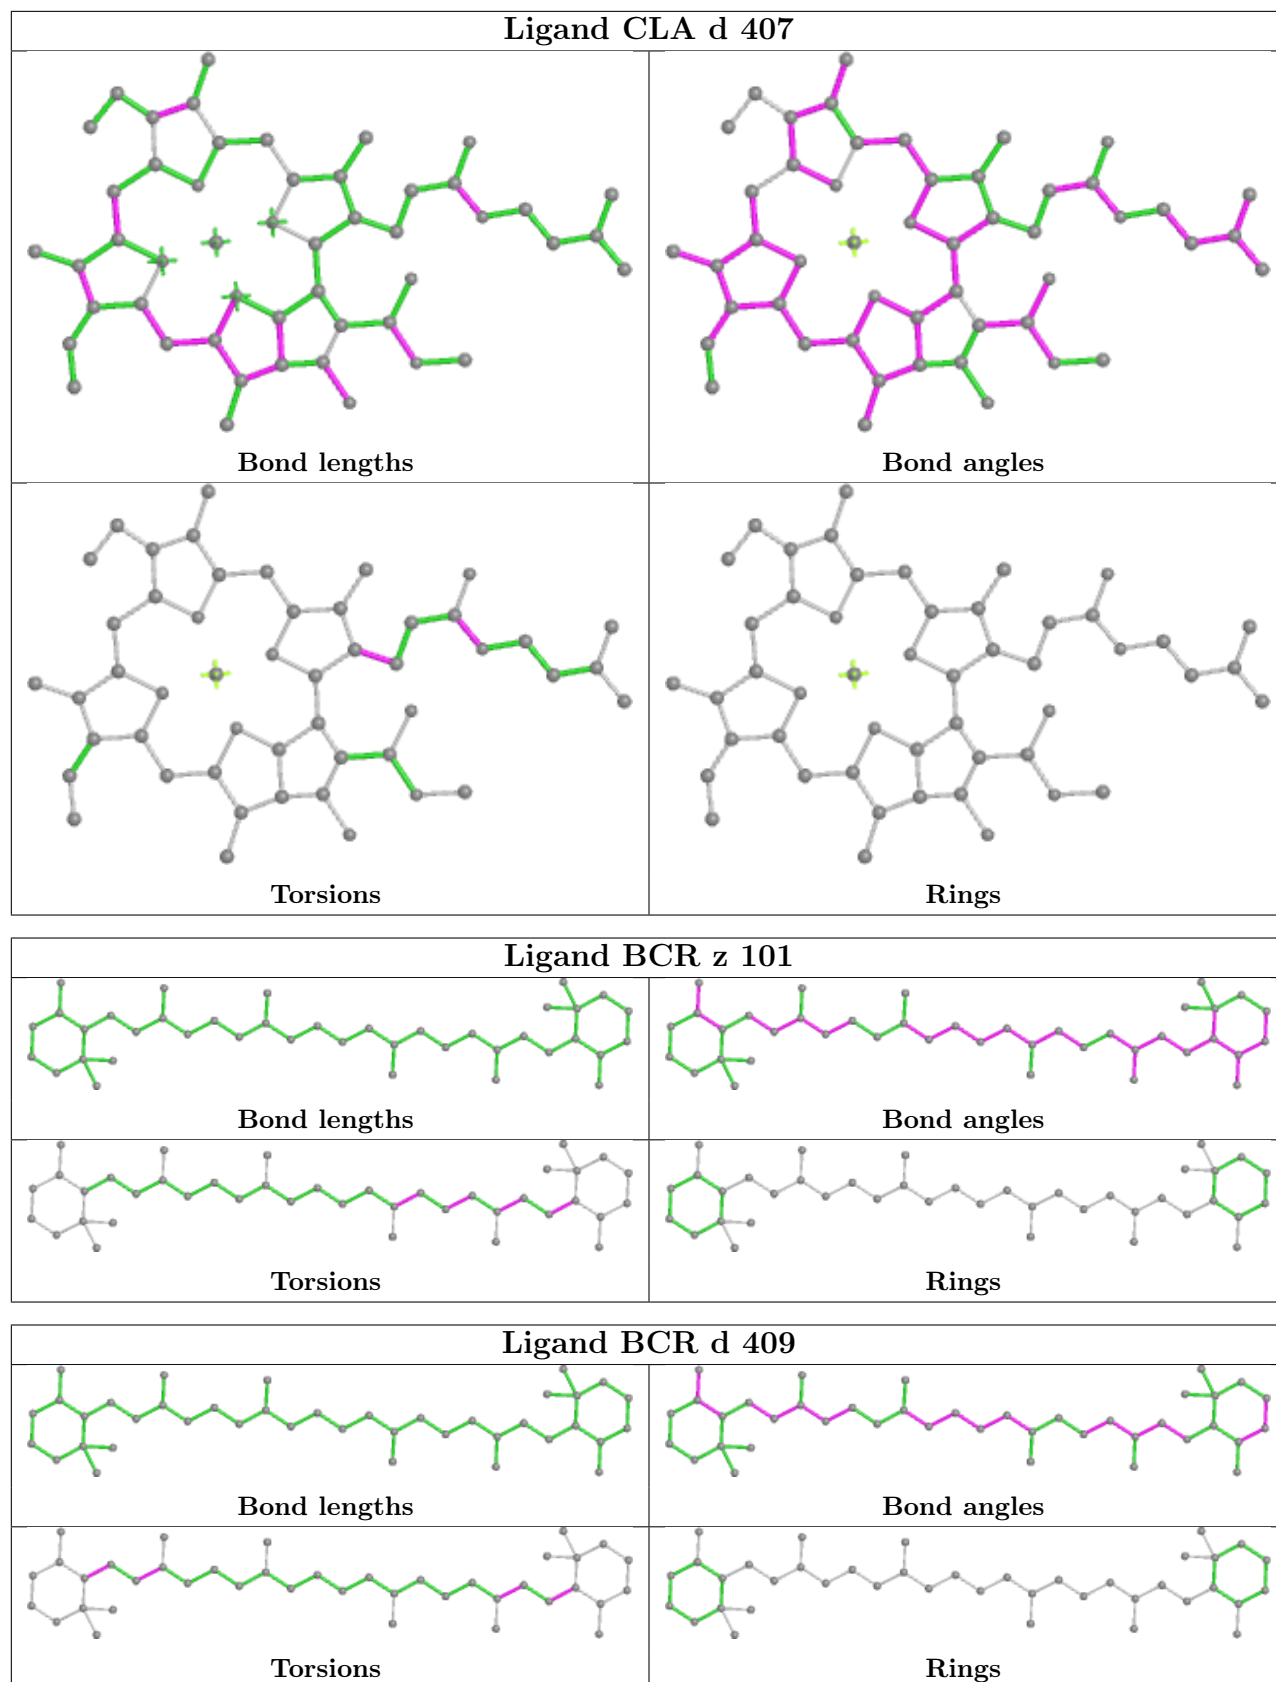 Ligand CLA d 407
Bond lengths
Bond angles
Torsions
Rings
Ligand BCR z 101
Bond lengths
Bond angles
Torsions
Rings
Ligand BCR d 409
Bond lengths
Bond angles
Torsions
Rings